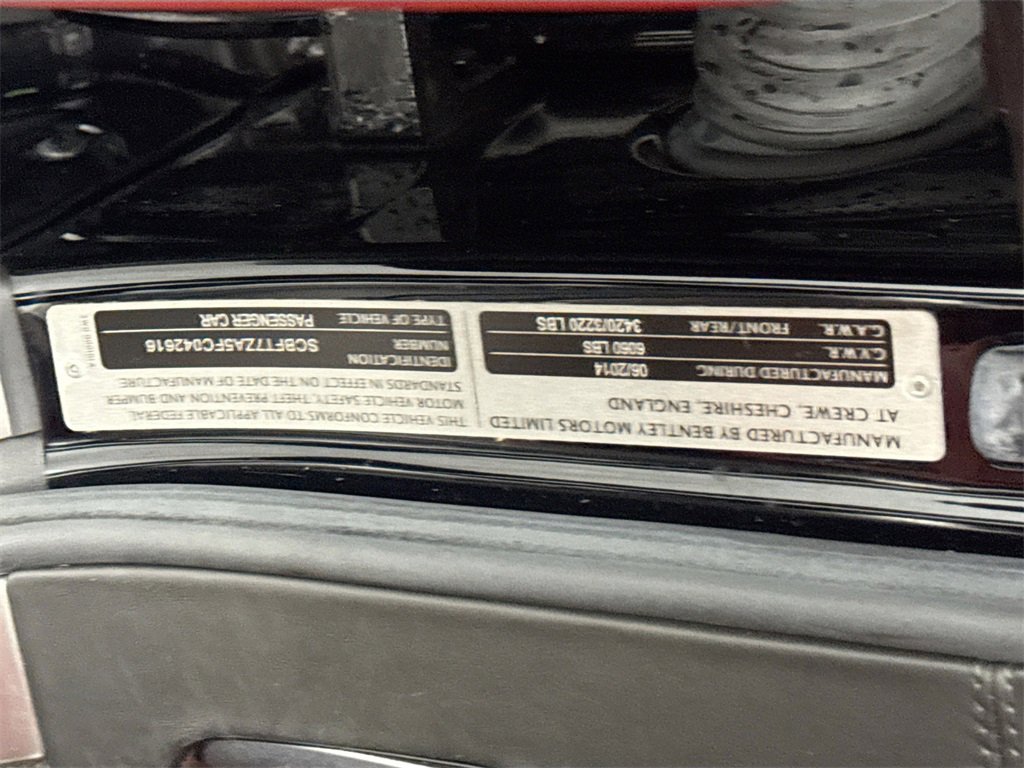 MANUFACTURED BY BENTLEY MOTORS LIMITED
AT CREWE, CHESHIRE, ENGLAND
MANUFACTURED DURING 06/2014
G.V.W.R. 6060 LBS
G.A.W.R. FRONT/REAR 3420/3220 LBS
THIS VEHICLE CONFORMS TO ALL APPLICABLE FEDERAL
MOTOR VEHICLE SAFETY, THEFT PREVENTION AND BUMPER
STANDARDS IN EFFECT ON THE DATE OF MANUFACTURE
IDENTIFICATION
NUMBER SCBFT7ZA5FC042616
TYPE OF VEHICLE PASSENGER CAR